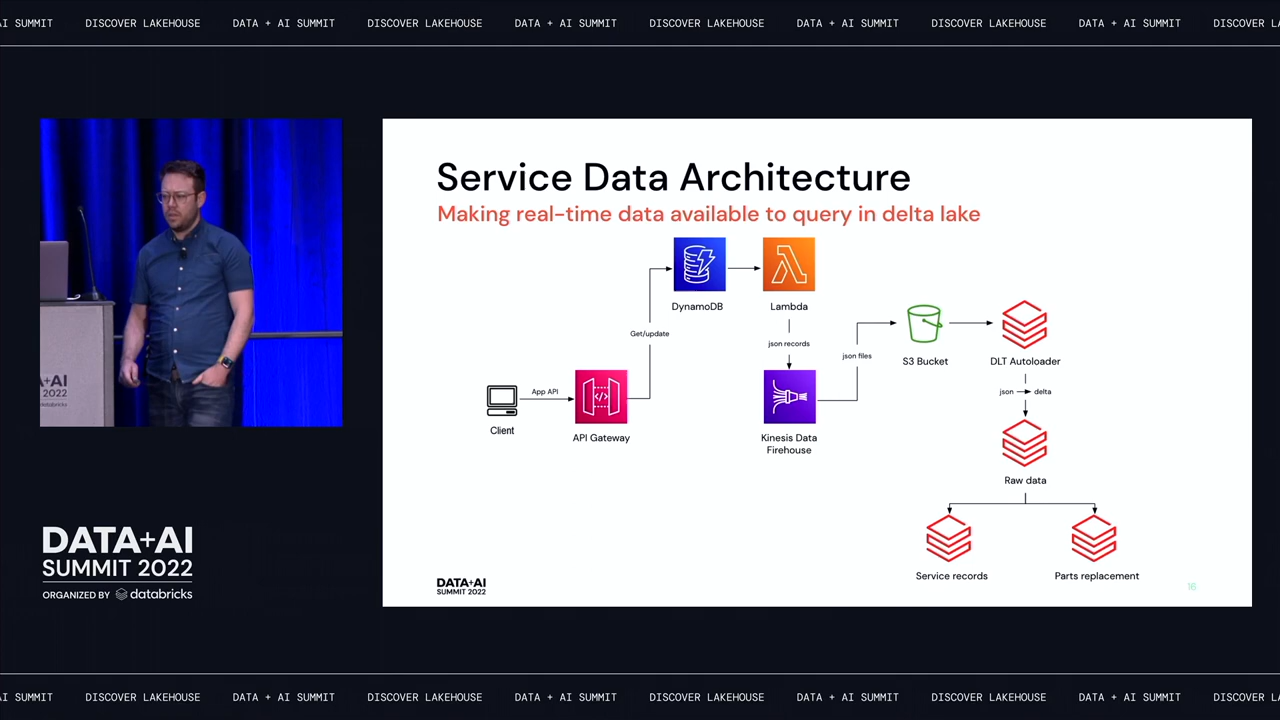 AI SUMMIT DISCOVER LAKEHOUSE DATA + AI SUMMIT DISCOVER LAKEHOUSE DATA + AI SUMMIT DISCOVER LAKEHOUSE DATA + AI SUMMIT DISCOVER LAKEHOUSE DATA + AI SUMMIT DISCOVER
Service Data Architecture
Making real-time data available to query in delta lake
DynamoDB
Lambda
Get/update
json records
json files
S3 Bucket
DLT Autoloader
App API
json
delta
Client
API Gateway
Kinesis Data
Firehouse
Raw data
Service records
Parts replacement
DATA+AI
SUMMIT 2022
16
2022
databricks
DATA+AI
SUMMIT 2022
ORGANIZED BY databricks
AI SUMMIT DISCOVER LAKEHOUSE DATA + AI SUMMIT DISCOVER LAKEHOUSE DATA + AI SUMMIT DISCOVER LAKEHOUSE DATA + AI SUMMIT DISCOVER LAKEHOUSE DATA + AI SUMMIT DISCOVER